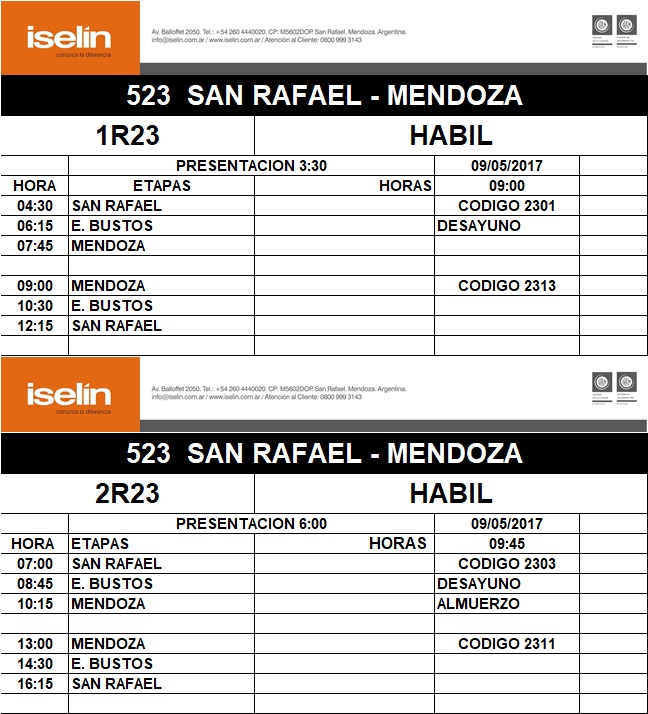 iselín
conozca la diferencia
Av. Balloffet 2050. Tel.: +54 260 4440020. CP: M5602DOP. San Rafael. Mendoza. Argentina.
info@iselin.com.ar / www.iselin.com.ar / Atención al Cliente: 0800 999 3143
523 SAN RAFAEL - MENDOZA
1R23 HABIL
PRESENTACION 3:30 09/05/2017
HORA ETAPAS HORAS 09:00
04:30 SAN RAFAEL CODIGO 2301
06:15 E. BUSTOS DESAYUNO
07:45 MENDOZA
09:00 MENDOZA CODIGO 2313
10:30 E. BUSTOS
12:15 SAN RAFAEL
iselín
conozca la diferencia
Av. Balloffet 2050. Tel.: +54 260 4440020. CP: M5602DOP. San Rafael. Mendoza. Argentina.
info@iselin.com.ar / www.iselin.com.ar / Atención al Cliente: 0800 999 3143
523 SAN RAFAEL - MENDOZA
2R23 HABIL
PRESENTACION 6:00 09/05/2017
HORA ETAPAS HORAS 09:45
07:00 SAN RAFAEL CODIGO 2303
08:45 E. BUSTOS DESAYUNO
10:15 MENDOZA ALMUERZO
13:00 MENDOZA CODIGO 2311
14:30 E. BUSTOS
16:15 SAN RAFAEL